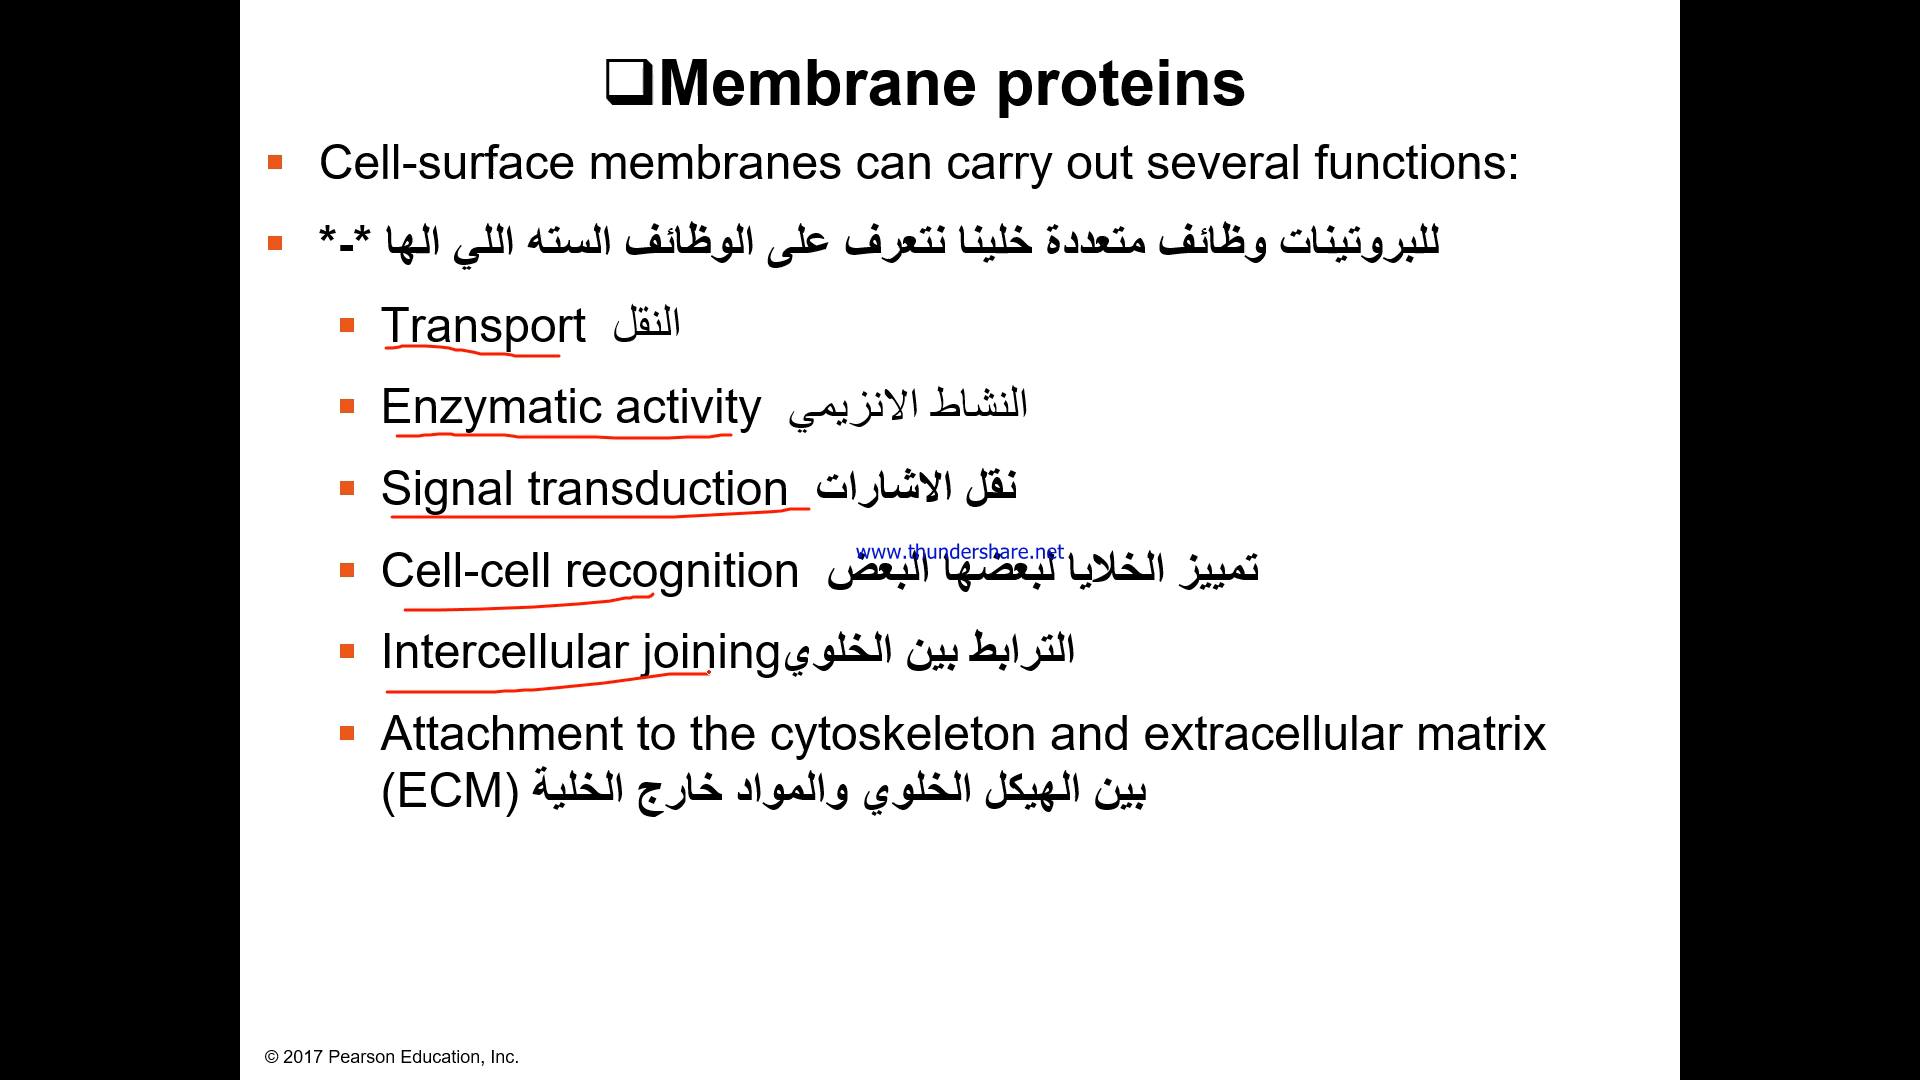 ❑Membrane proteins
▪ Cell-surface membranes can carry out several functions:
▪ للبروتينات وظائف متعددة خلينا نتعرف على الوظائف السته اللي الها *-*
▪ Transport النقل
▪ Enzymatic activity النشاط الانزيمي
▪ Signal transduction نقل الاشارات
www.thundershare.net
▪ Cell-cell recognition تمييز الخلايا لبعضها البعض
▪ Intercellular joining الترابط بين الخلوي
▪ Attachment to the cytoskeleton and extracellular matrix
(ECM) بين الهيكل الخلوي والمواد خارج الخلية
© 2017 Pearson Education, Inc.